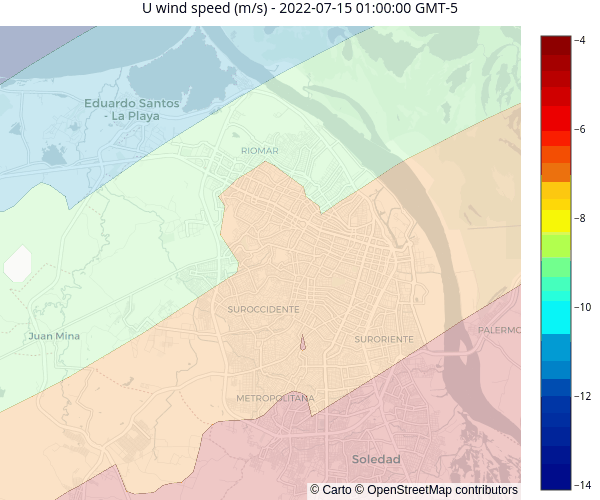 U wind speed (m/s) - 2022-07-15 01:00:00 GMT-5
Eduardo Santos
- La Playa
RIOMAR
SUROCCIDENTE
Juan Mina
SURORIENTE
PALERMO
METROPOLITANA
Soledad
© Carto © OpenStreetMap contributors
−4
−6
−8
−10
−12
−14